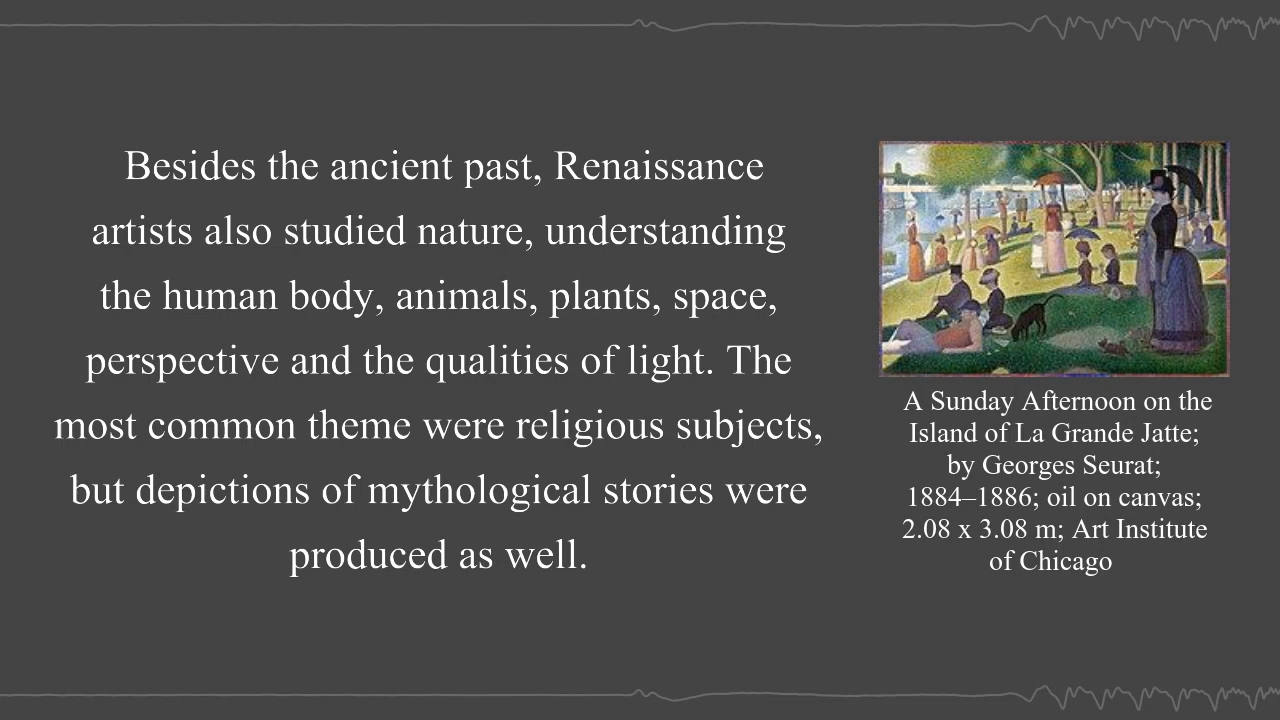 Besides the ancient past, Renaissance
artists also studied nature, understanding
the human body, animals, plants, space,
perspective and the qualities of light. The
most common theme were religious subjects,
but depictions of mythological stories were
produced as well.
A Sunday Afternoon on the
Island of La Grande Jatte;
by Georges Seurat;
1884–1886; oil on canvas;
2.08 x 3.08 m; Art Institute
of Chicago